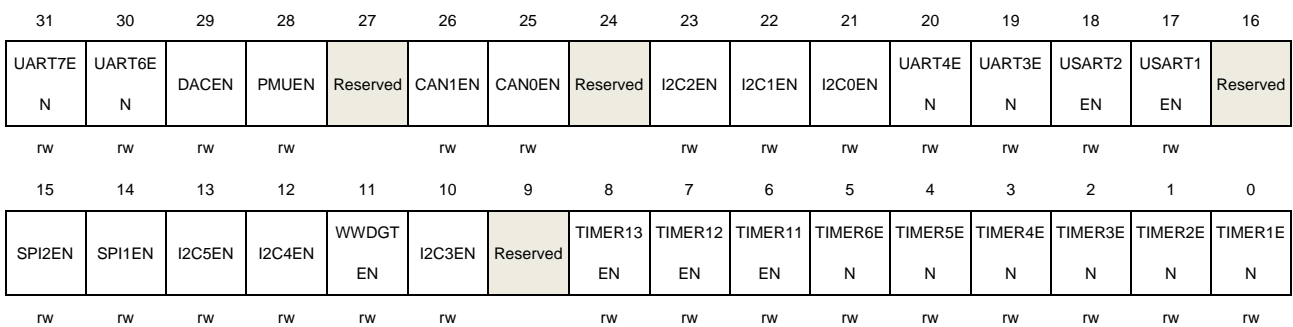 31 30 29 28 27 26 25 24 23 22 21 20 19 18 17 16
UART7E UART6E UART4E UART3E USART2 USART1
DACEN PMUEN Reserved CAN1EN CAN0EN Reserved I2C2EN I2C1EN I2C0EN Reserved
N N N N EN EN
rw rw rw rw rw rw rw rw rw rw rw rw rw
15 14 13 12 11 10 9 8 7 6 5 4 3 2 1 0
WWDGT TIMER13 TIMER12 TIMER11 TIMER6E TIMER5E TIMER4E TIMER3E TIMER2E TIMER1E
SPI2EN SPI1EN I2C5EN I2C4EN I2C3EN Reserved
EN EN EN EN N N N N N N
rw rw rw rw rw rw rw rw rw rw rw rw rw rw rw